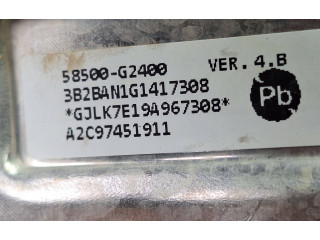 58500-G2400 VER. 4.B
3B2BAN1G1417308
*GJLK7E19A967308*
A2C97451911
Pb